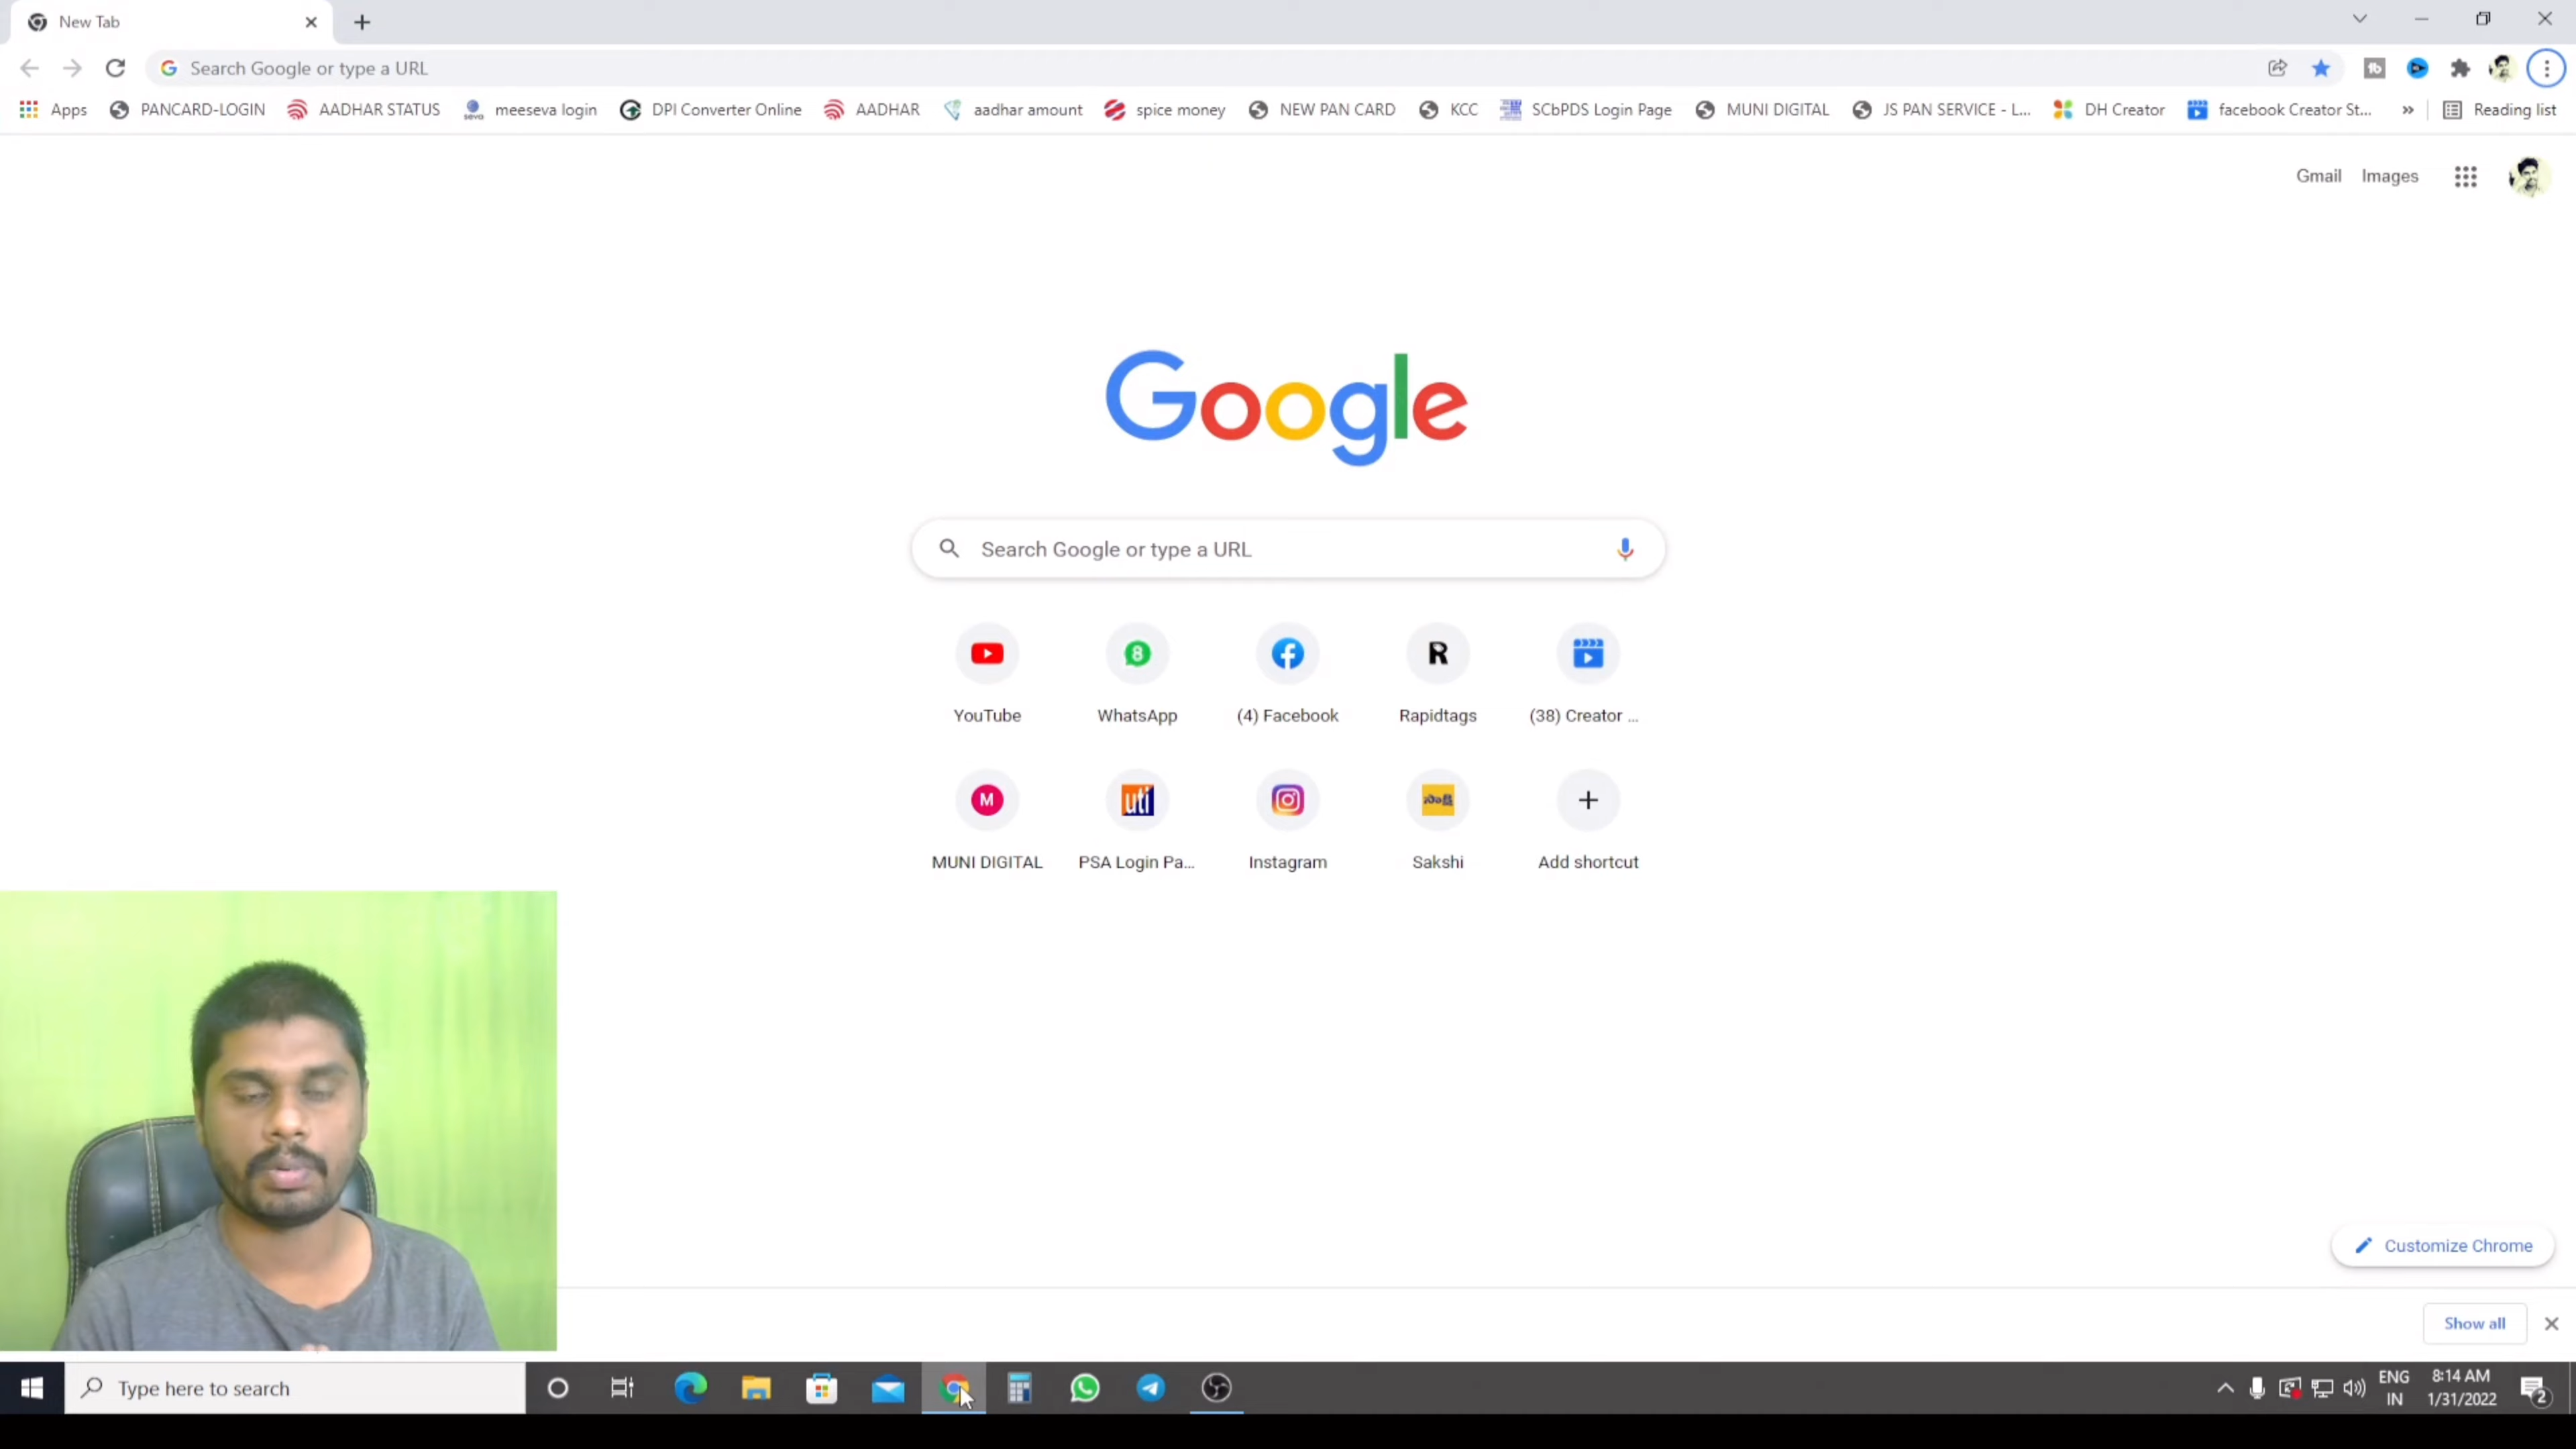 New Tab
Search Google or type a URL
Apps PANCARD-LOGIN AADHAR STATUS meeseva login DPI Converter Online AADHAR aadhar amount spice money NEW PAN CARD KCC SCbPDS Login Page MUNI DIGITAL JS PAN SERVICE - L... DH Creator facebook Creator St... » Reading list
Gmail Images
Google
Search Google or type a URL
YouTube WhatsApp (4) Facebook Rapidtags (38) Creator ...
M uti
MUNI DIGITAL PSA Login Pa... Instagram Sakshi Add shortcut
Customize Chrome
Show all
Type here to search
ENG 8:14 AM
IN 1/31/2022 2